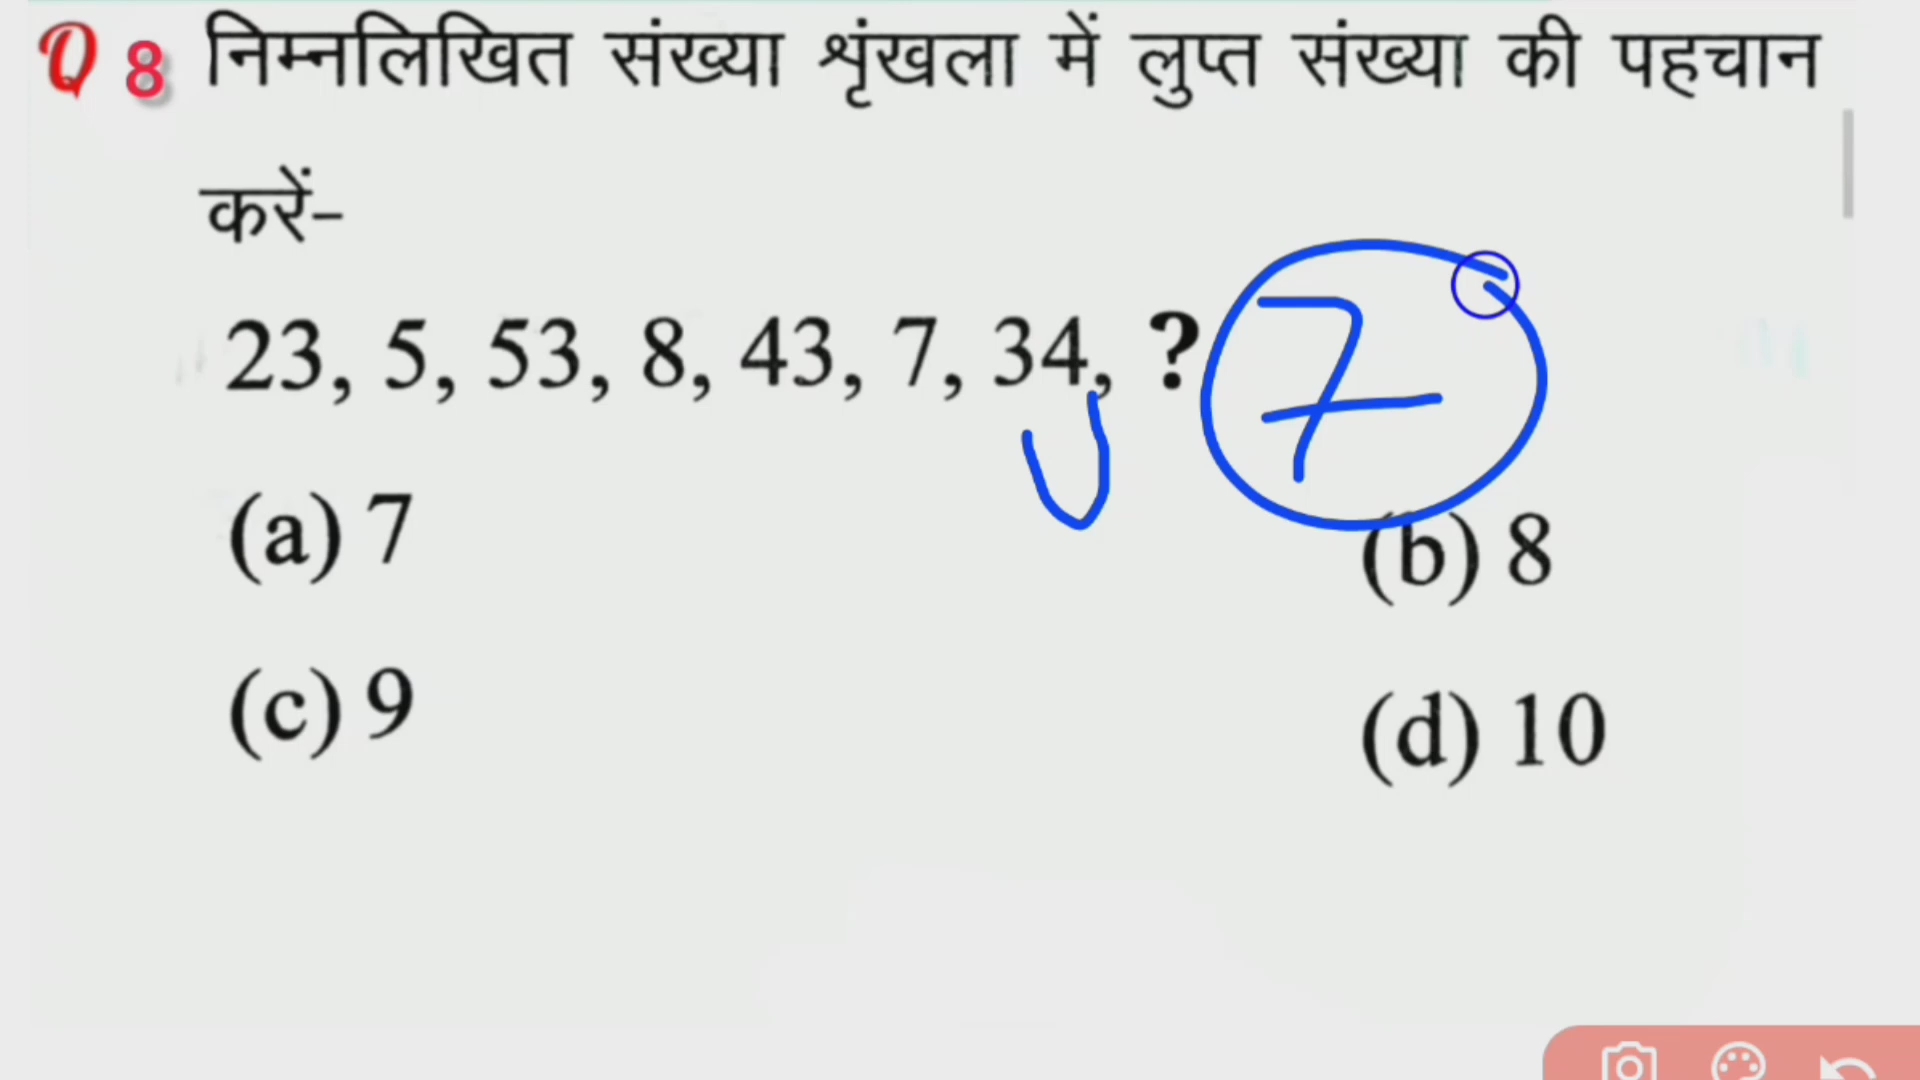 Q 8 निम्नलिखित संख्या शृंखला में लुप्त संख्या की पहचान
करें-
23, 5, 53, 8, 43, 7, 34, ? 7
(a) 7 (b) 8
(c) 9 (d) 10